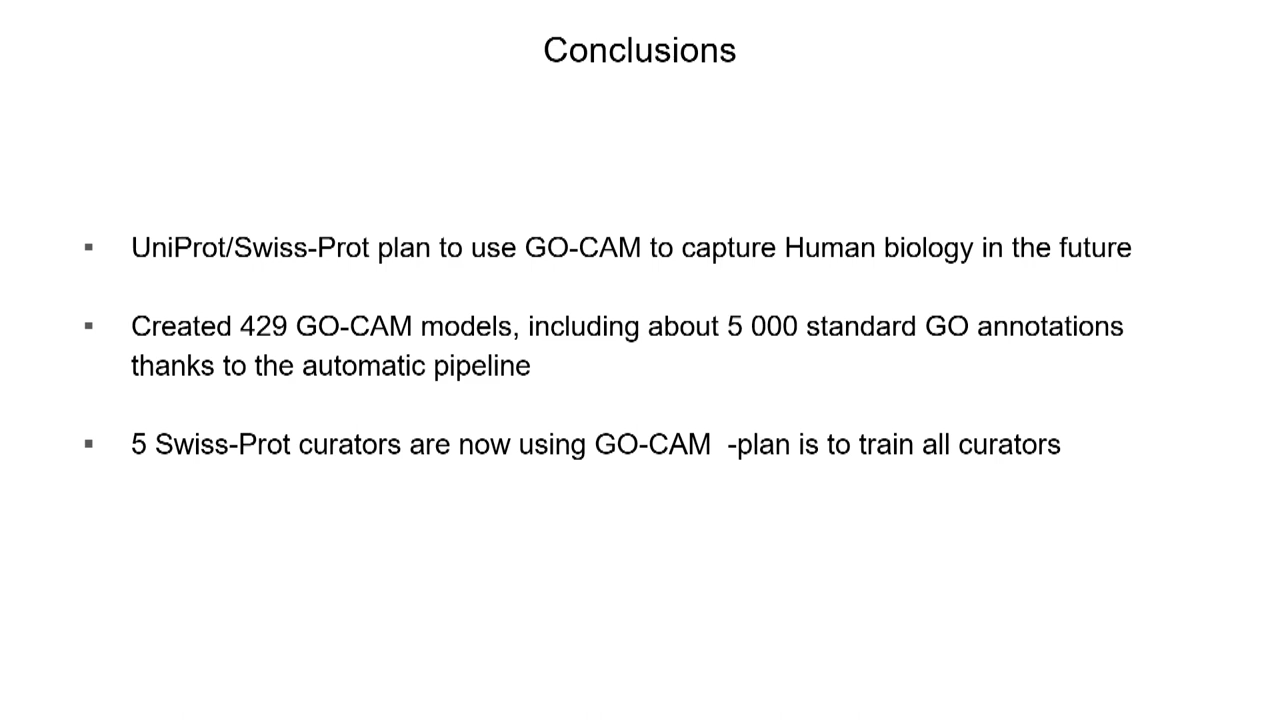 Conclusions
▪ UniProt/Swiss-Prot plan to use GO-CAM to capture Human biology in the future
▪ Created 429 GO-CAM models, including about 5 000 standard GO annotations
thanks to the automatic pipeline
▪ 5 Swiss-Prot curators are now using GO-CAM  -plan is to train all curators